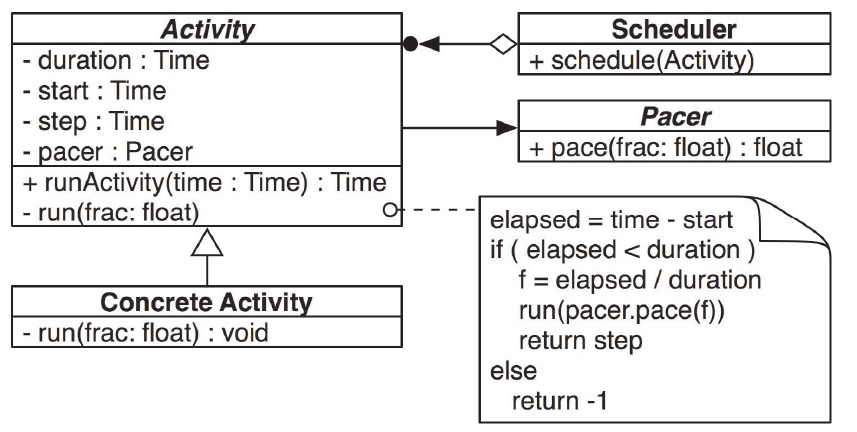 Activity
- duration : Time
- start : Time
- step : Time
- pacer : Pacer
+ runActivity(time : Time) : Time
- run(frac: float)
Scheduler
+ schedule(Activity)
Pacer
+ pace(frac: float) : float
Concrete Activity
- run(frac: float) : void
elapsed = time - start
if ( elapsed < duration )
f = elapsed / duration
run(pacer.pace(f))
return step
else
return -1